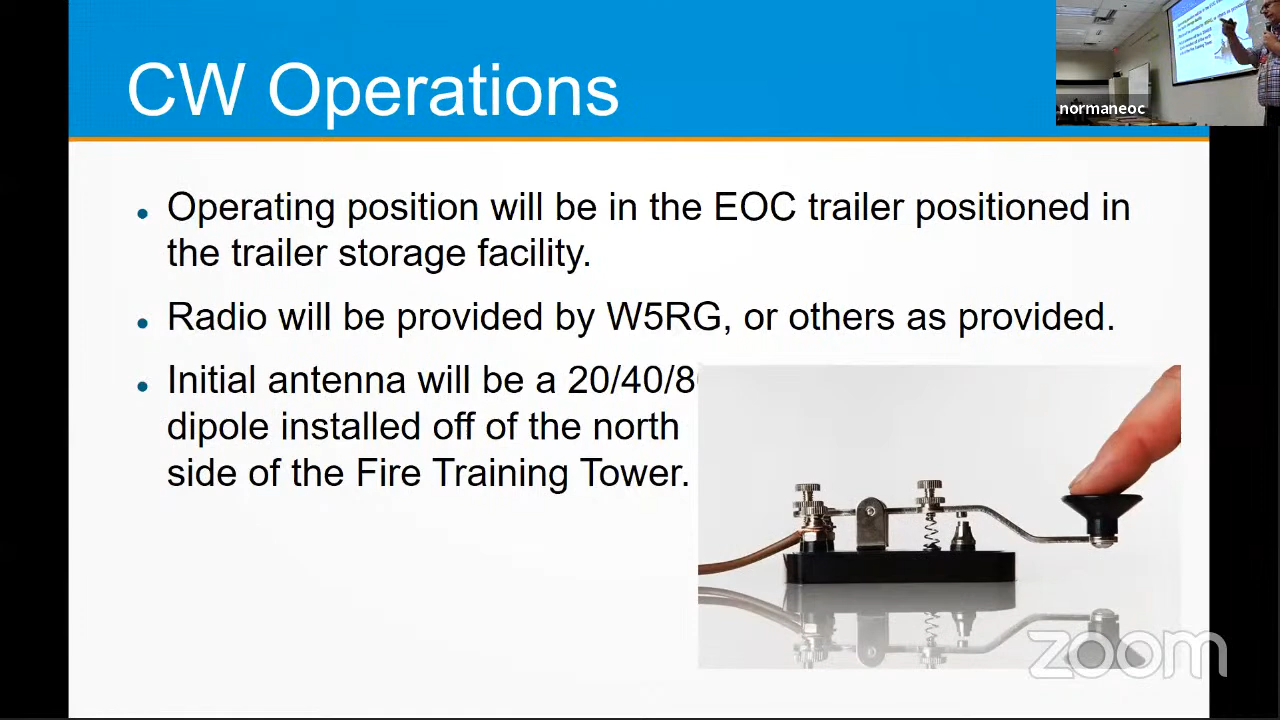 CW Operations
normaneoc
Operating position will be in the EOC trailer positioned in
the trailer storage facility.
Radio will be provided by W5RG, or others as provided.
Initial antenna will be a 20/40/8
dipole installed off of the north
side of the Fire Training Tower.
zoom